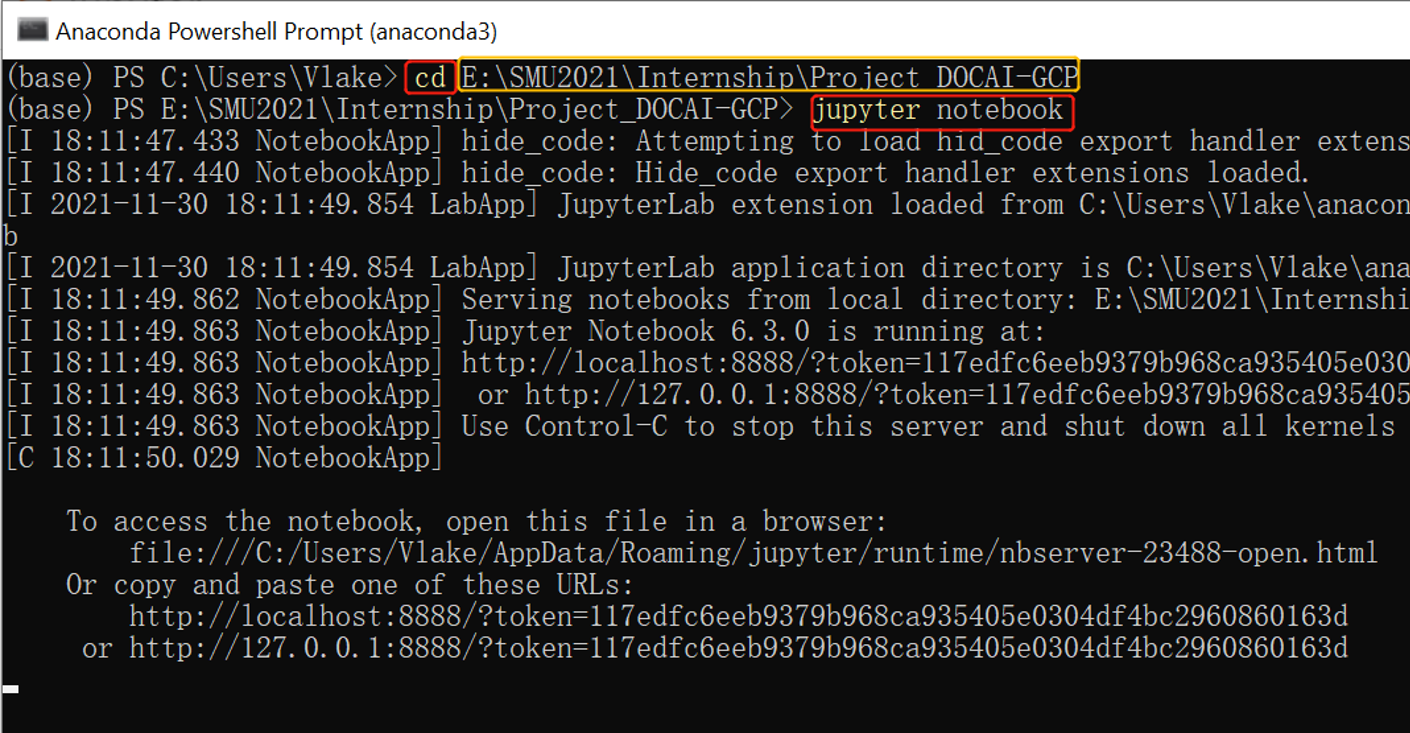 Anaconda Powershell Prompt (anaconda3)
(base) PS C:\Users\Vlake> cd E:\SMU2021\Internship\Project_DOCAI-GCP
(base) PS E:\SMU2021\Internship\Project_DOCAI-GCP> jupyter notebook
[I 18:11:47.433 NotebookApp] hide_code: Attempting to load hid_code export handler extens
[I 18:11:47.440 NotebookApp] hide_code: Hide_code export handler extensions loaded.
[I 2021-11-30 18:11:49.854 LabApp] JupyterLab extension loaded from C:\Users\Vlake\anacon
b
[I 2021-11-30 18:11:49.854 LabApp] JupyterLab application directory is C:\Users\Vlake\ana
[I 18:11:49.862 NotebookApp] Serving notebooks from local directory: E:\SMU2021\Internshi
[I 18:11:49.863 NotebookApp] Jupyter Notebook 6.3.0 is running at:
[I 18:11:49.863 NotebookApp] http://localhost:8888/?token=117edfc6eeb9379b968ca935405e030
[I 18:11:49.863 NotebookApp]  or http://127.0.0.1:8888/?token=117edfc6eeb9379b968ca935405
[I 18:11:49.863 NotebookApp] Use Control-C to stop this server and shut down all kernels
[C 18:11:50.029 NotebookApp]
To access the notebook, open this file in a browser:
file:///C:/Users/Vlake/AppData/Roaming/jupyter/runtime/nbserver-23488-open.html
Or copy and paste one of these URLs:
http://localhost:8888/?token=117edfc6eeb9379b968ca935405e0304df4bc2960860163d
or http://127.0.0.1:8888/?token=117edfc6eeb9379b968ca935405e0304df4bc2960860163d